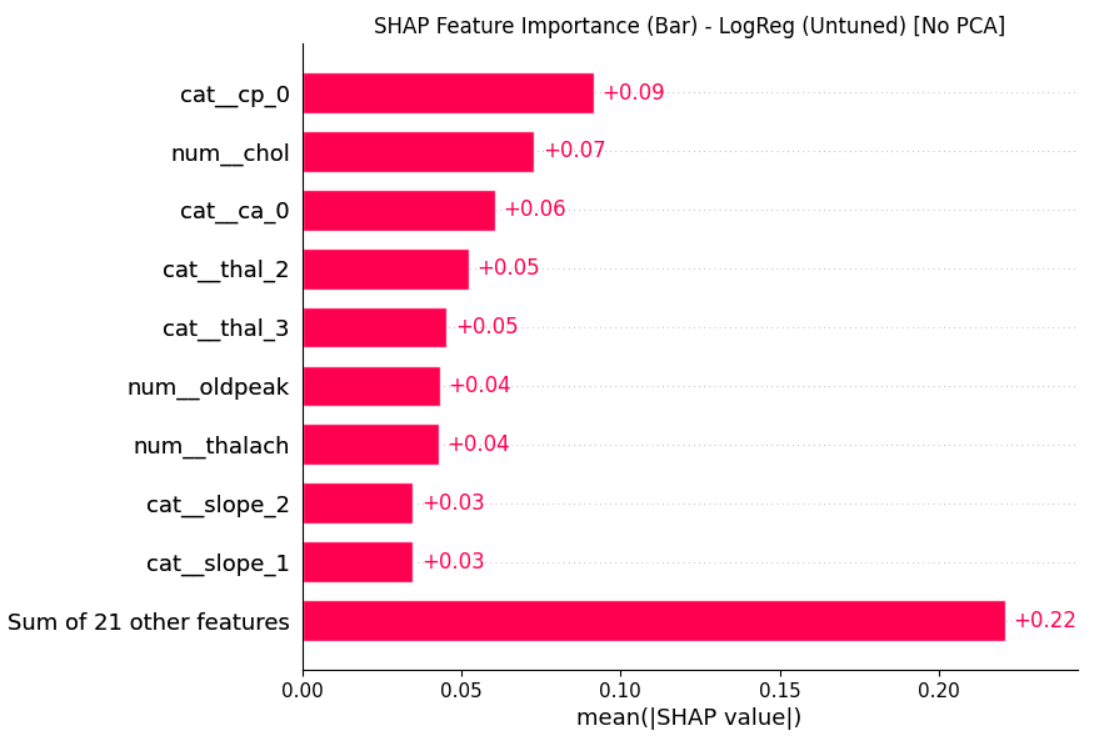 SHAP Feature Importance (Bar) - LogReg (Untuned) [No PCA]
cat__cp_0 +0.09
num__chol +0.07
cat__ca_0 +0.06
cat__thal_2 +0.05
cat__thal_3 +0.05
num__oldpeak +0.04
num__thalach +0.04
cat__slope_2 +0.03
cat__slope_1 +0.03
Sum of 21 other features +0.22
0.00 0.05 0.10 0.15 0.20
mean(|SHAP value|)